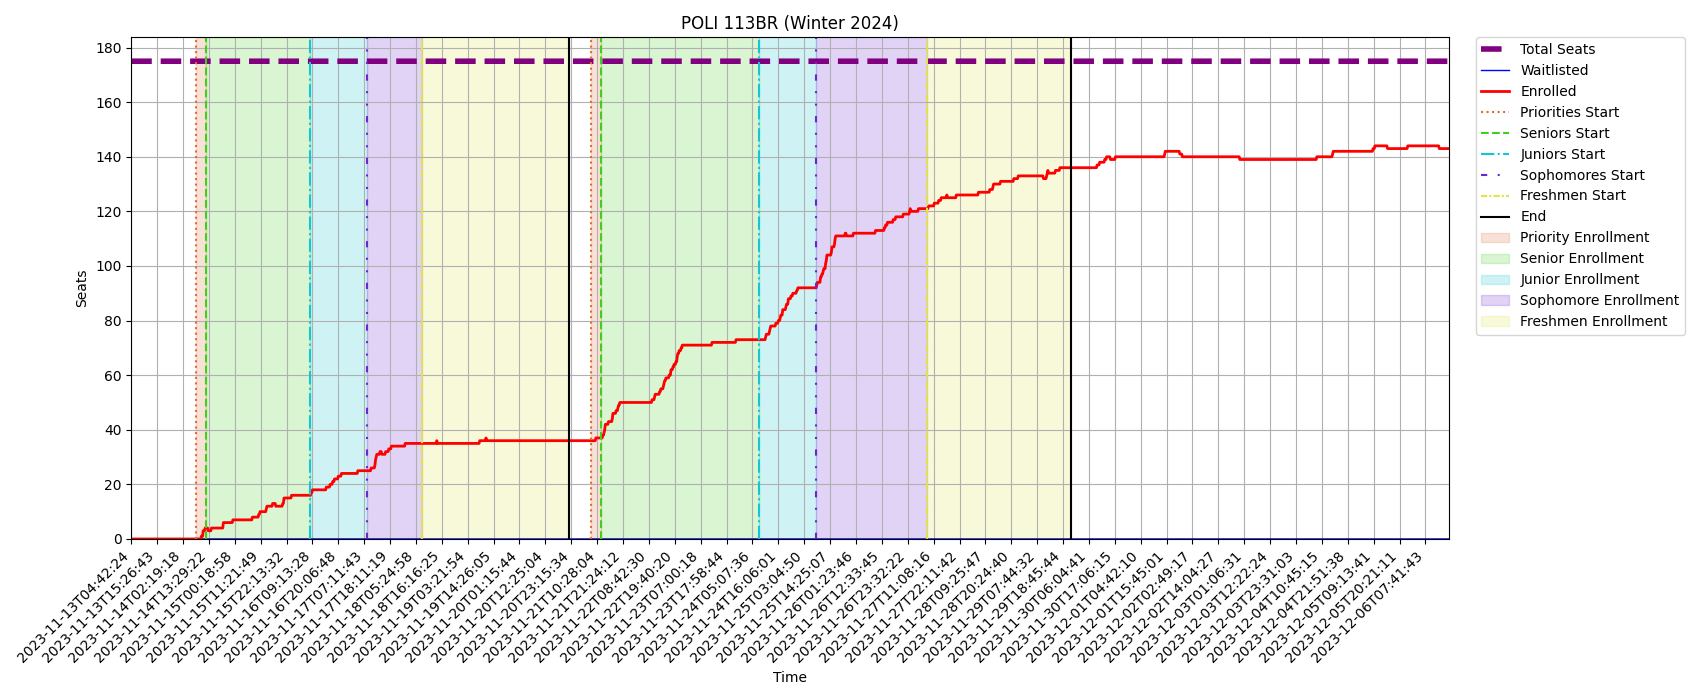 POLI 113BR (Winter 2024)
Seats
180
160
140
120
100
80
60
40
20
0
2023-11-13T04:42:24
2023-11-13T15:26:43
2023-11-14T02:19:18
2023-11-14T13:29:22
2023-11-15T00:18:58
2023-11-15T11:21:49
2023-11-15T22:13:32
2023-11-16T09:13:28
2023-11-16T20:06:48
2023-11-17T07:11:43
2023-11-17T18:11:19
2023-11-18T05:24:58
2023-11-18T16:16:25
2023-11-19T03:21:54
2023-11-19T14:26:05
2023-11-20T01:15:44
2023-11-20T12:25:04
2023-11-20T23:15:34
2023-11-21T10:28:04
2023-11-21T21:24:12
2023-11-22T08:42:30
2023-11-22T19:40:20
2023-11-23T07:00:18
2023-11-23T17:58:44
2023-11-24T05:07:36
2023-11-24T16:06:01
2023-11-25T03:04:50
2023-11-25T14:25:07
2023-11-26T01:23:46
2023-11-26T12:33:45
2023-11-26T23:32:22
2023-11-27T11:08:16
2023-11-27T22:11:42
2023-11-28T09:25:47
2023-11-28T20:24:40
2023-11-29T07:44:32
2023-11-29T18:45:44
2023-11-30T06:04:41
2023-11-30T17:06:15
2023-12-01T04:42:10
2023-12-01T15:45:01
2023-12-02T02:49:17
2023-12-02T14:04:27
2023-12-03T01:06:31
2023-12-03T12:22:24
2023-12-03T23:31:03
2023-12-04T10:45:15
2023-12-04T21:51:38
2023-12-05T09:13:41
2023-12-05T20:21:11
2023-12-06T07:41:43
Time
Total Seats
Waitlisted
Enrolled
Priorities Start
Seniors Start
Juniors Start
Sophomores Start
Freshmen Start
End
Priority Enrollment
Senior Enrollment
Junior Enrollment
Sophomore Enrollment
Freshmen Enrollment